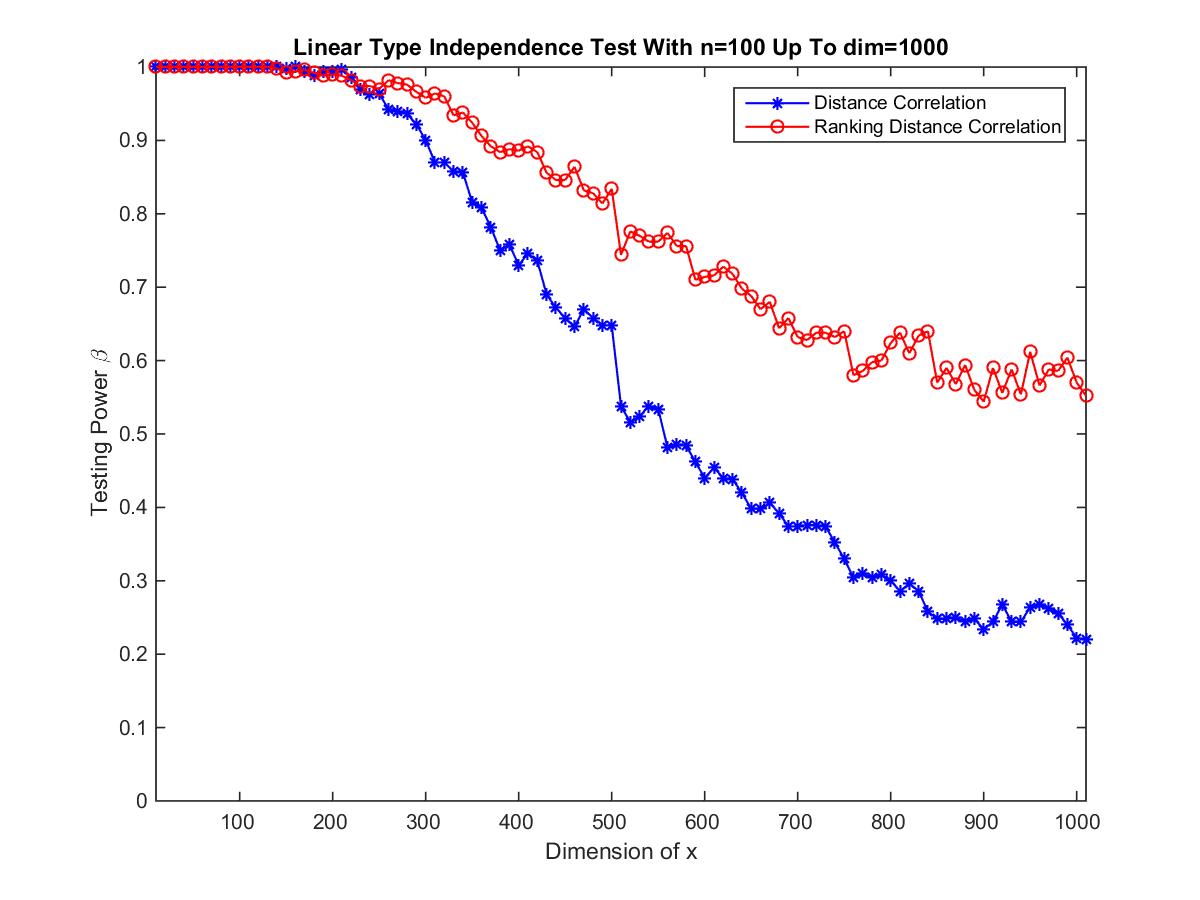 Linear Type Independence Test With n=100 Up To dim=1000
Distance Correlation
Ranking Distance Correlation
Testing Power β
1
0.9
0.8
0.7
0.6
0.5
0.4
0.3
0.2
0.1
0
100 200 300 400 500 600 700 800 900 1000
Dimension of x